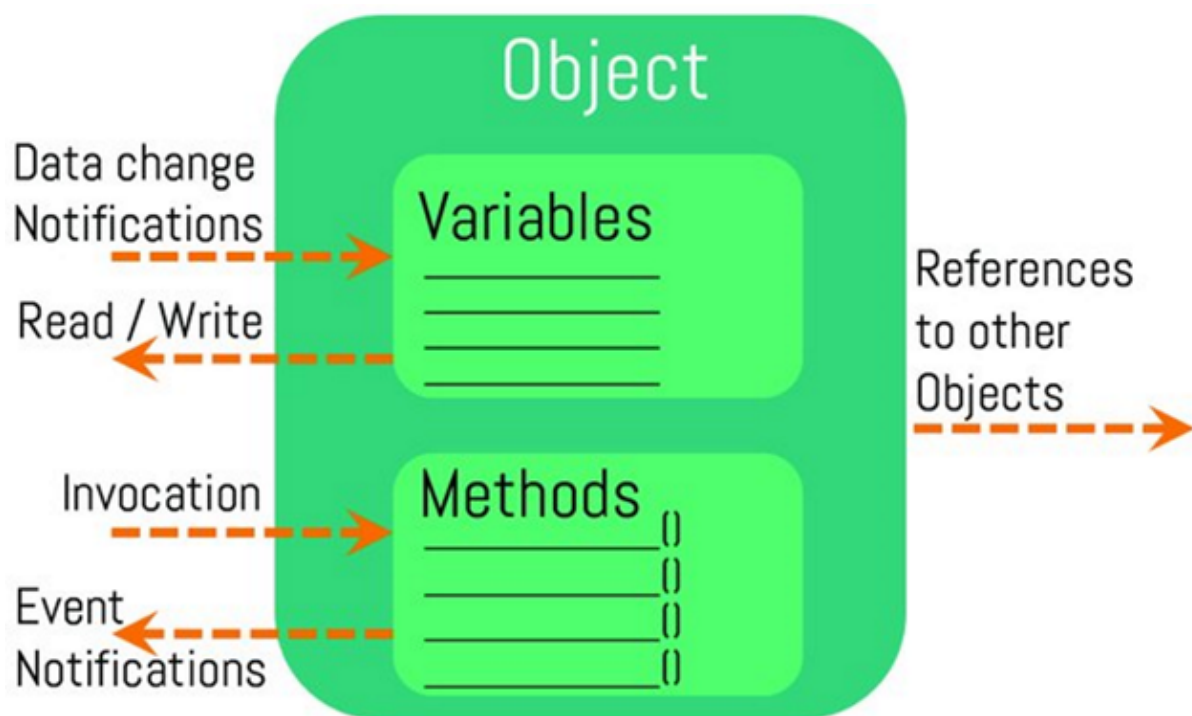 Object
Data change
Notifications
Variables
Read / Write
References
to other
Objects
Invocation
Methods
()
()
()
()
Event
Notifications